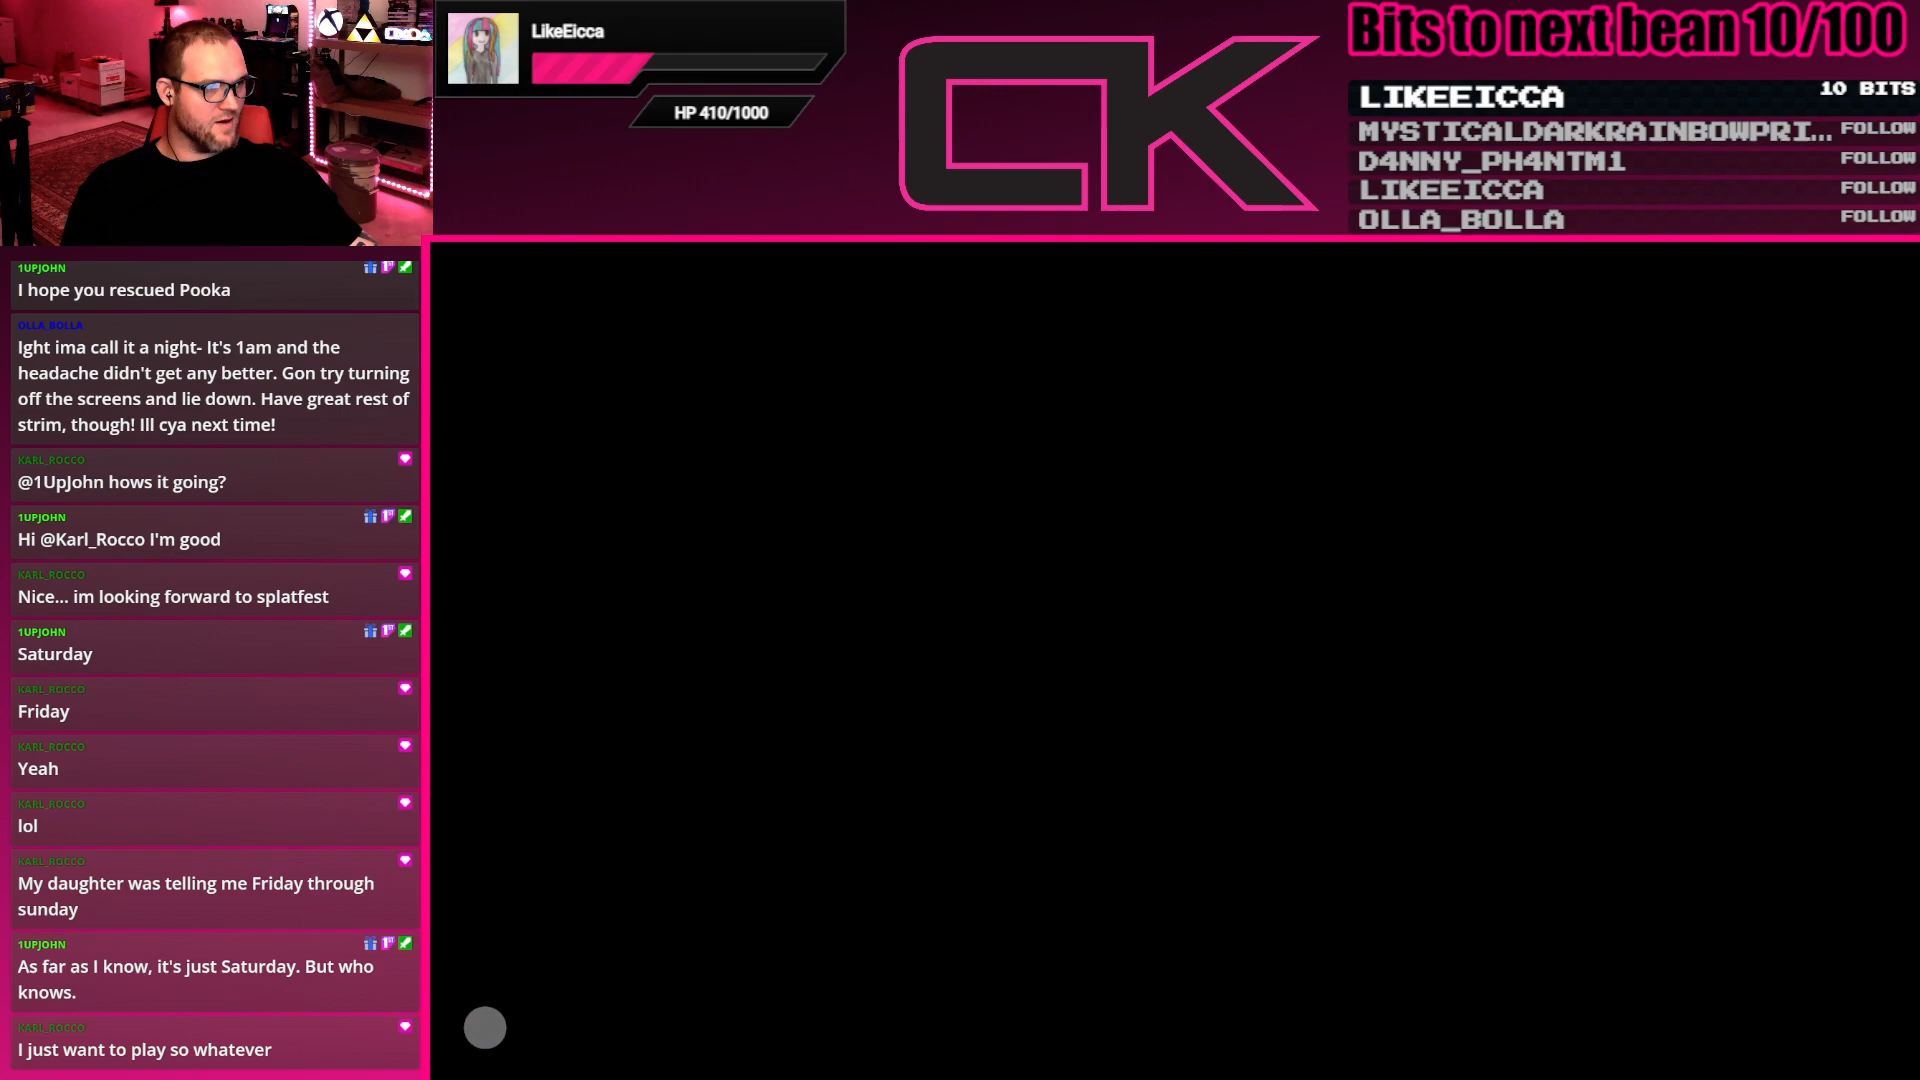 LikeEicca
HP 410/1000
CK
Bits to next bean 10/100
LIKEEICCA 10 BITS
MYSTICALDARKRAINBOWPRI... FOLLOW
D4NNY_PH4NTM1 FOLLOW
LIKEEICCA FOLLOW
OLLA_BOLLA FOLLOW
1UPJOHN
I hope you rescued Pooka
OLLA_BOLLA
Ight ima call it a night- It's 1am and the
headache didn't get any better. Gon try turning
off the screens and lie down. Have great rest of
strim, though! Ill cya next time!
KARL_ROCCO
@1UpJohn hows it going?
1UPJOHN
Hi @Karl_Rocco I'm good
KARL_ROCCO
Nice... im looking forward to splatfest
1UPJOHN
Saturday
KARL_ROCCO
Friday
KARL_ROCCO
Yeah
KARL_ROCCO
lol
KARL_ROCCO
My daughter was telling me Friday through
sunday
1UPJOHN
As far as I know, it's just Saturday. But who
knows.
KARL_ROCCO
I just want to play so whatever